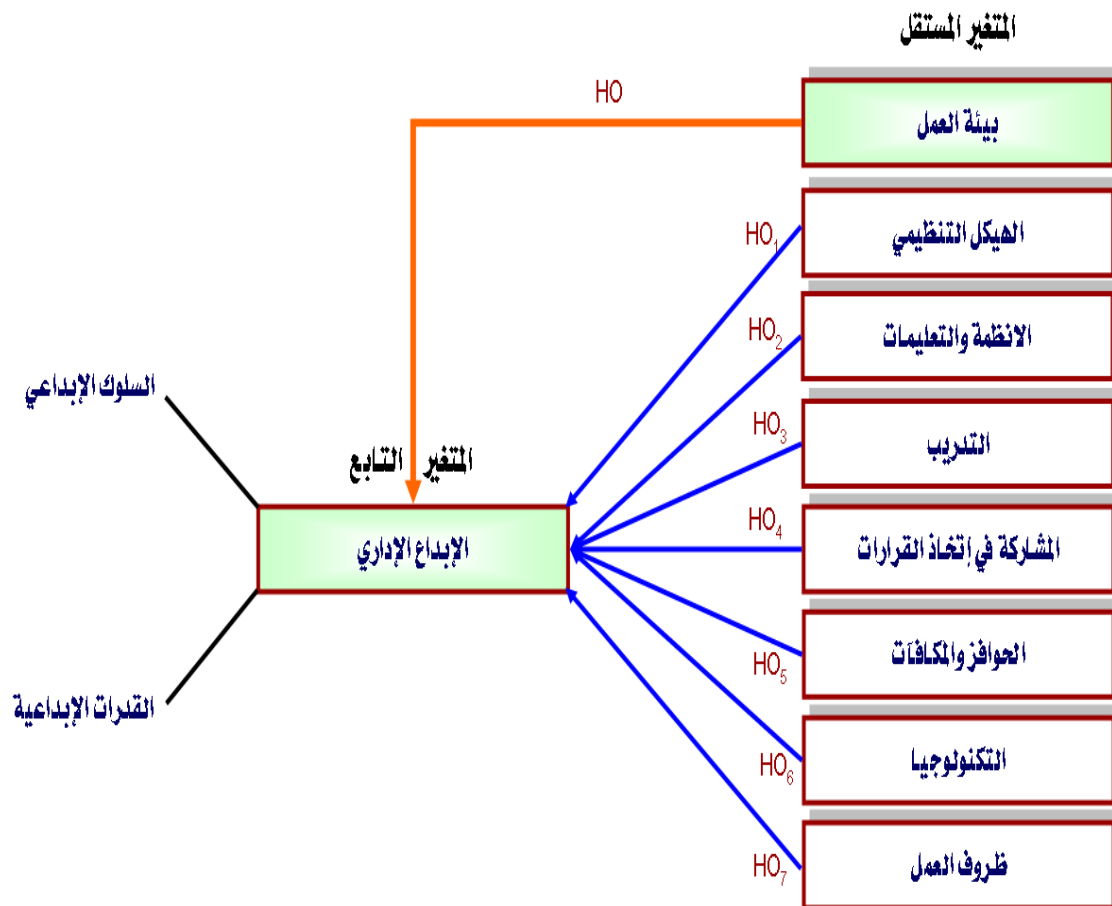 المتغير المستقل
HO
بيئة العمل
HO1
الهيكل التنظيمي
HO2
الانظمة والتعليمات
HO3
التدريب
HO4
المشاركة في إتخاذ القرارات
HO5
الحوافز والمكافآت
HO6
التكنولوجيا
HO7
ظروف العمل
المتغير التابع
الإبداع الإداري
السلوك الإبداعي
القدرات الإبداعية